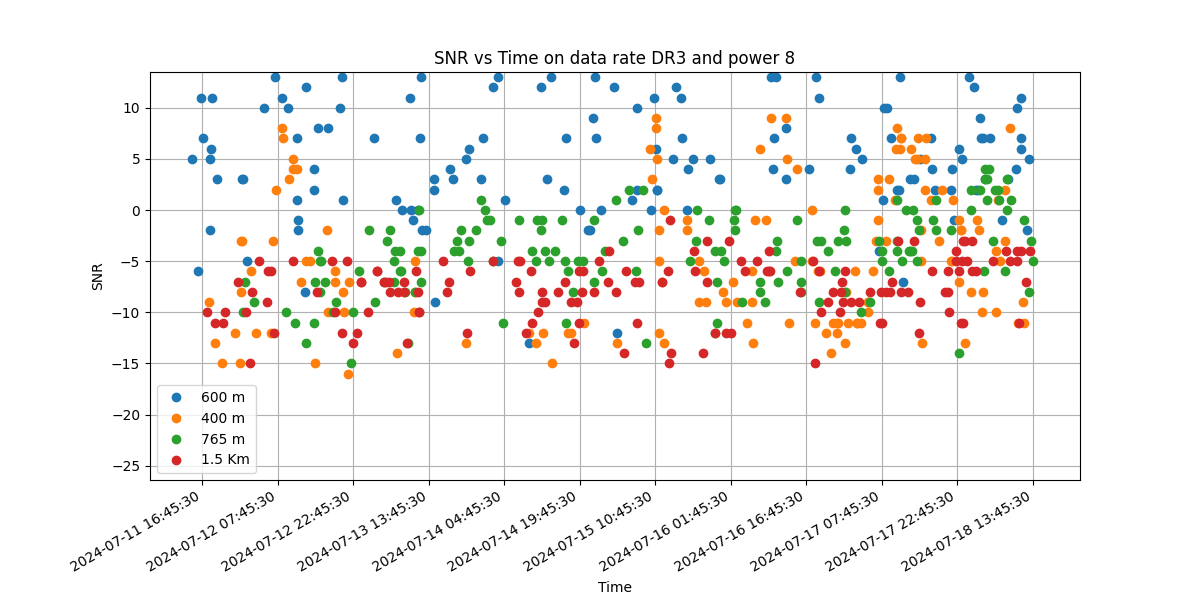 SNR vs Time on data rate DR3 and power 8
SNR
10
5
0
−5
−10
−15
−20
−25
600 m
400 m
765 m
1.5 Km
2024-07-11 16:45:30
2024-07-12 07:45:30
2024-07-12 22:45:30
2024-07-13 13:45:30
2024-07-14 04:45:30
2024-07-14 19:45:30
2024-07-15 10:45:30
2024-07-16 01:45:30
2024-07-16 16:45:30
2024-07-17 07:45:30
2024-07-17 22:45:30
2024-07-18 13:45:30
Time